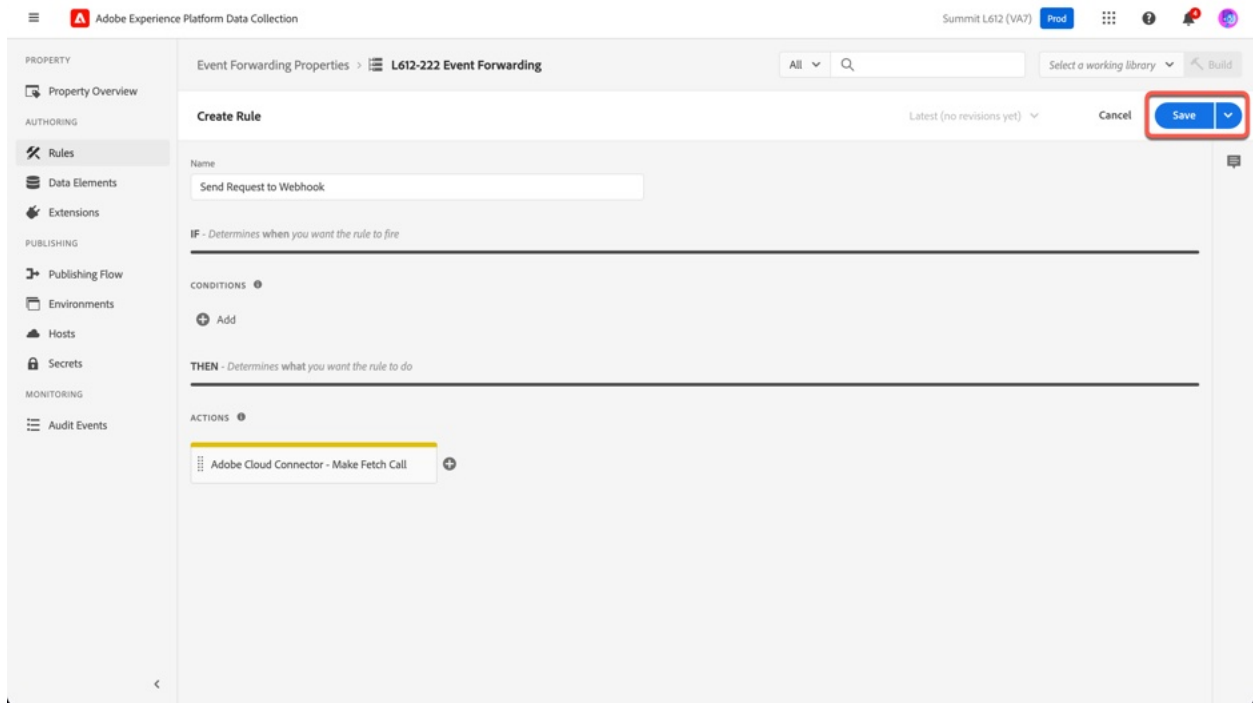 Adobe Experience Platform Data Collection
Summit L612 (VA7) Prod 4
PROPERTY
Property Overview
AUTHORING
Rules
Data Elements
Extensions
PUBLISHING
Publishing Flow
Environments
Hosts
Secrets
MONITORING
Audit Events
Event Forwarding Properties > L612-222 Event Forwarding
All
Select a working library Build
Create Rule
Latest (no revisions yet) Cancel Save
Name
Send Request to Webhook
IF - Determines when you want the rule to fire
CONDITIONS
Add
THEN - Determines what you want the rule to do
ACTIONS
Adobe Cloud Connector - Make Fetch Call